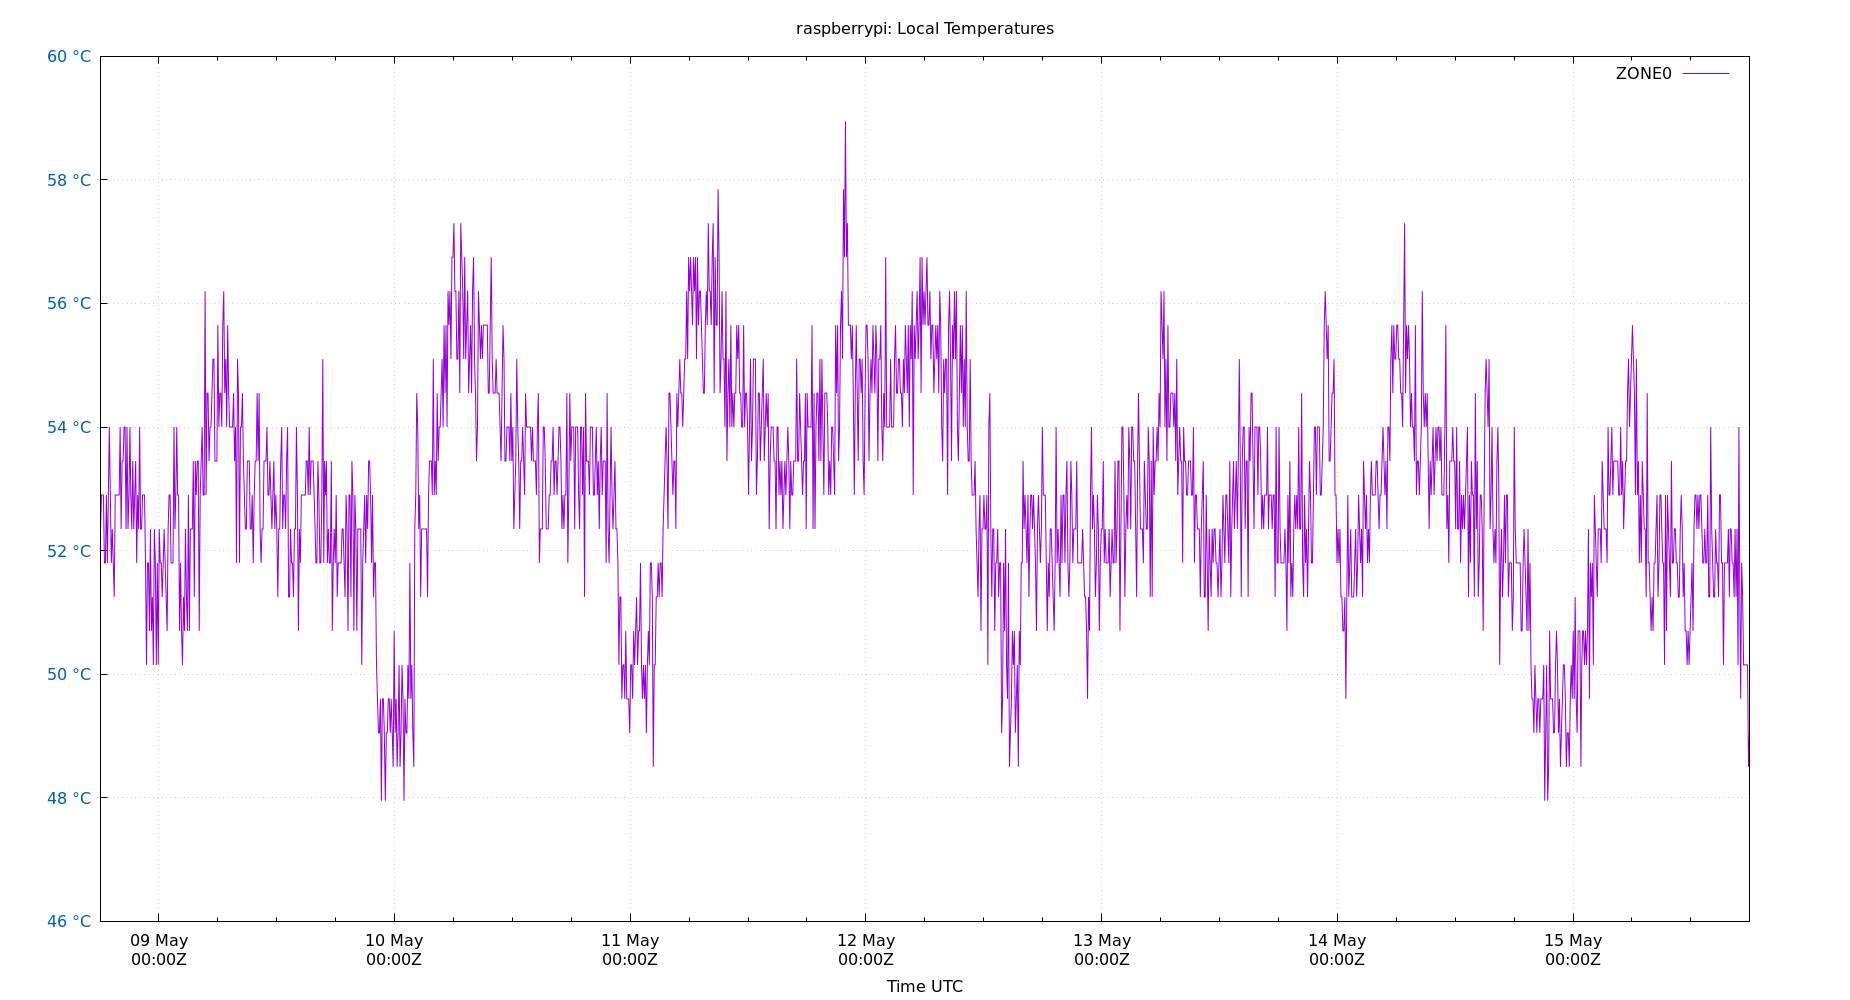 raspberrypi: Local Temperatures
60 °C
ZONE0
58 °C
56 °C
54 °C
52 °C
50 °C
48 °C
46 °C
09 May 10 May 11 May 12 May 13 May 14 May 15 May
00:00Z 00:00Z 00:00Z 00:00Z 00:00Z 00:00Z 00:00Z
Time UTC